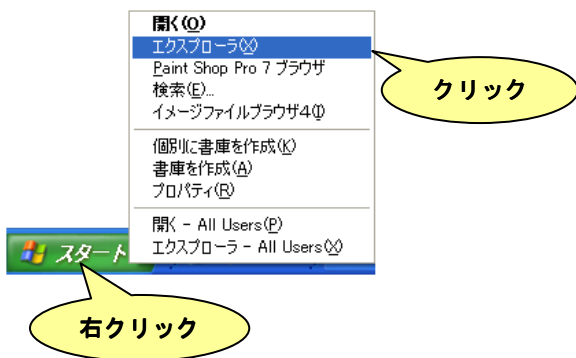 開く(O)
エクスプローラ(X)
Paint Shop Pro 7 ブラウザ
検索(E)...
イメージファイルブラウザ4(I)
個別に書庫を作成(K)
書庫を作成(A)
プロパティ(R)
開く - All Users(P)
エクスプローラ - All Users(X)
クリック
スタート
右クリック